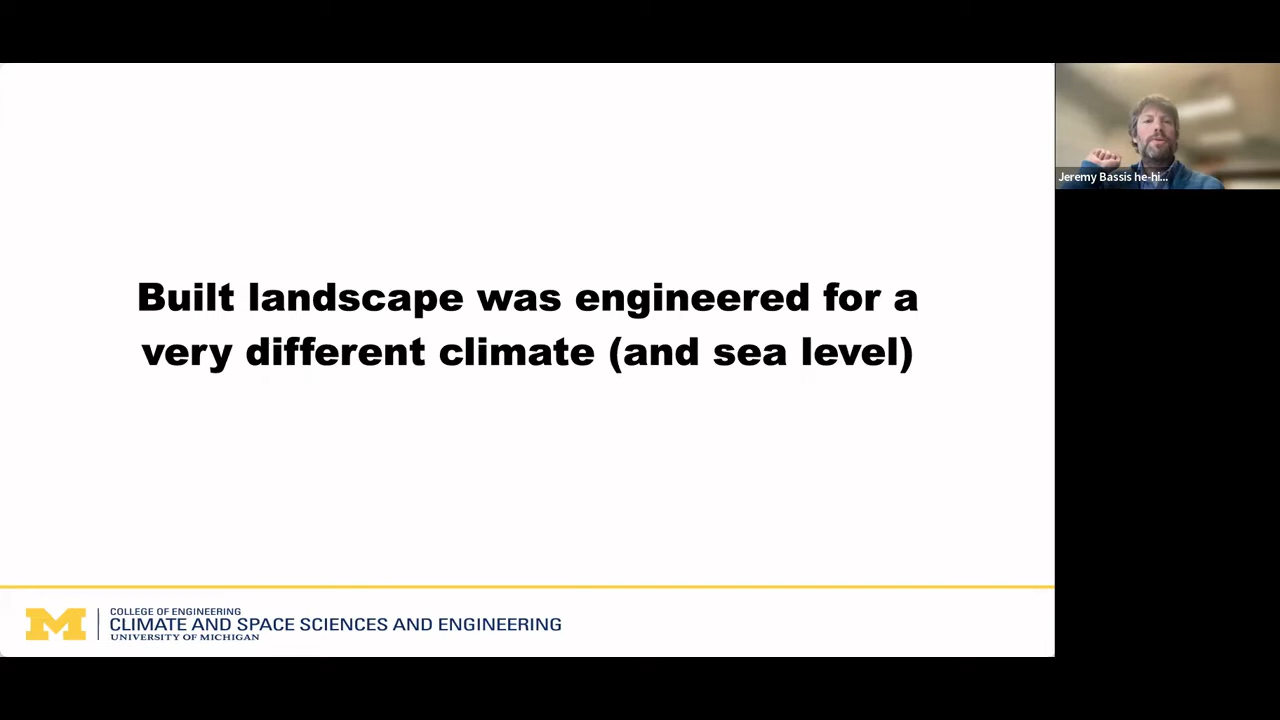 Built landscape was engineered for a
very different climate (and sea level)
Jeremy Bassis he-hi...
COLLEGE OF ENGINEERING
CLIMATE AND SPACE SCIENCES AND ENGINEERING
UNIVERSITY OF MICHIGAN